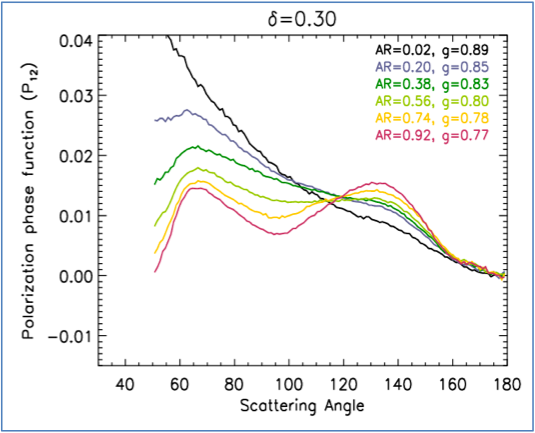 δ=0.30
Polarization phase function (P₁₂)
0.04
0.03
0.02
0.01
0.00
−0.01
AR=0.02, g=0.89
AR=0.20, g=0.85
AR=0.38, g=0.83
AR=0.56, g=0.80
AR=0.74, g=0.78
AR=0.92, g=0.77
40 60 80 100 120 140 160 180
Scattering Angle